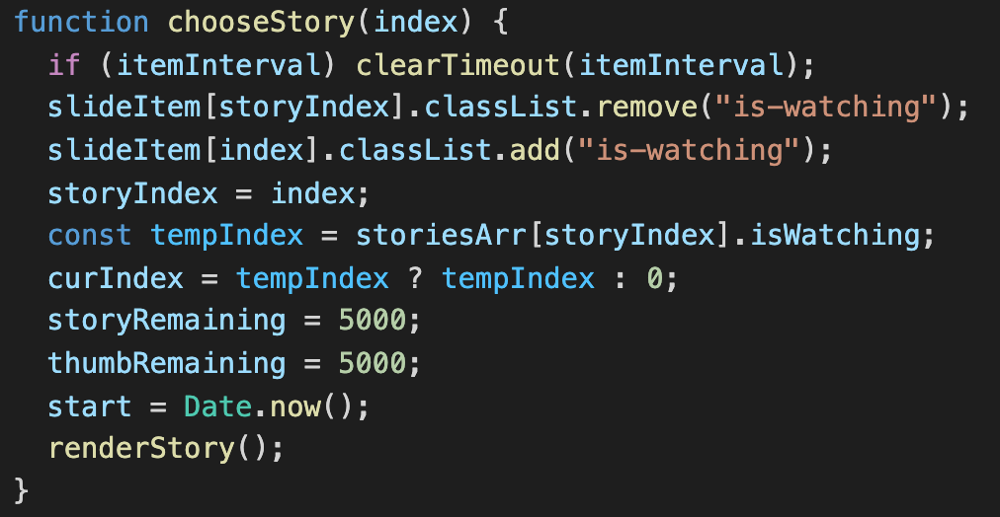 function chooseStory(index) {
  if (itemInterval) clearTimeout(itemInterval);
  slideItem[storyIndex].classList.remove("is-watching");
  slideItem[index].classList.add("is-watching");
  storyIndex = index;
  const tempIndex = storiesArr[storyIndex].isWatching;
  curIndex = tempIndex ? tempIndex : 0;
  storyRemaining = 5000;
  thumbRemaining = 5000;
  start = Date.now();
  renderStory();
}